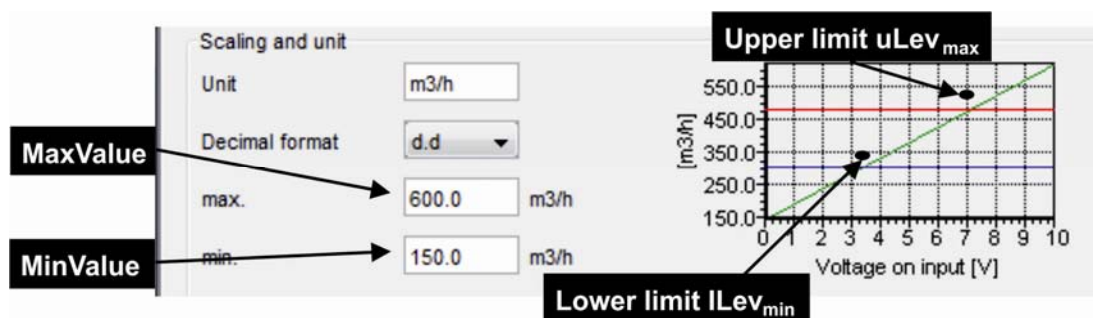 Scaling and unit
Upper limit uLevmax
Unit
m3/h
Decimal format
d.d
MaxValue
max.
600.0
m3/h
MinValue
min.
150.0
m3/h
[m3/h]
550.0
450.0
350.0
250.0
150.0
0 1 2 3 4 5 6 7 8 9 10
Voltage on input [V]
Lower limit lLevmin